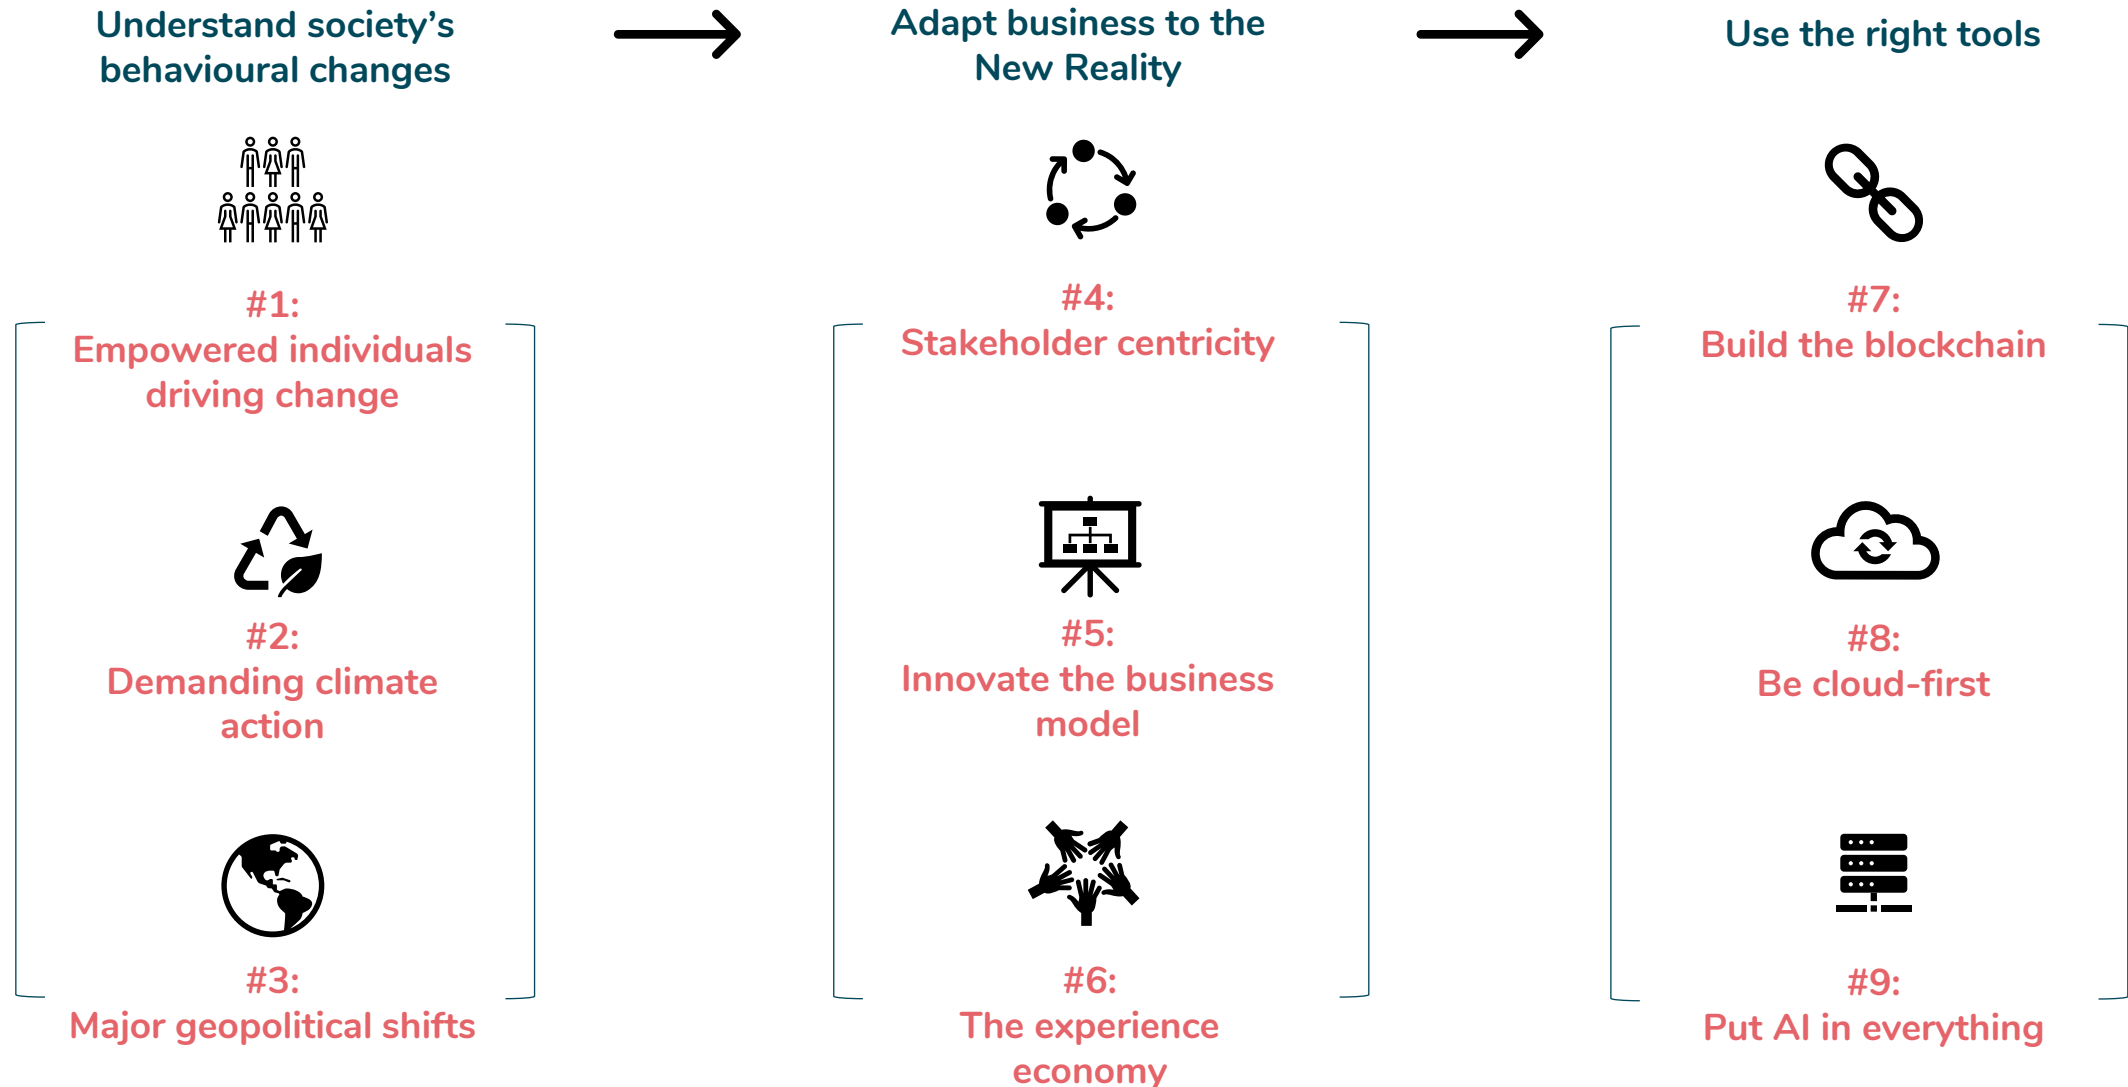 Understand society’s
behavioural changes
Adapt business to the
New Reality
Use the right tools
#1:
Empowered individuals
driving change
#2:
Demanding climate
action
#3:
Major geopolitical shifts
#4:
Stakeholder centricity
#5:
Innovate the business
model
#6:
The experience
economy
#7:
Build the blockchain
#8:
Be cloud-first
#9:
Put AI in everything